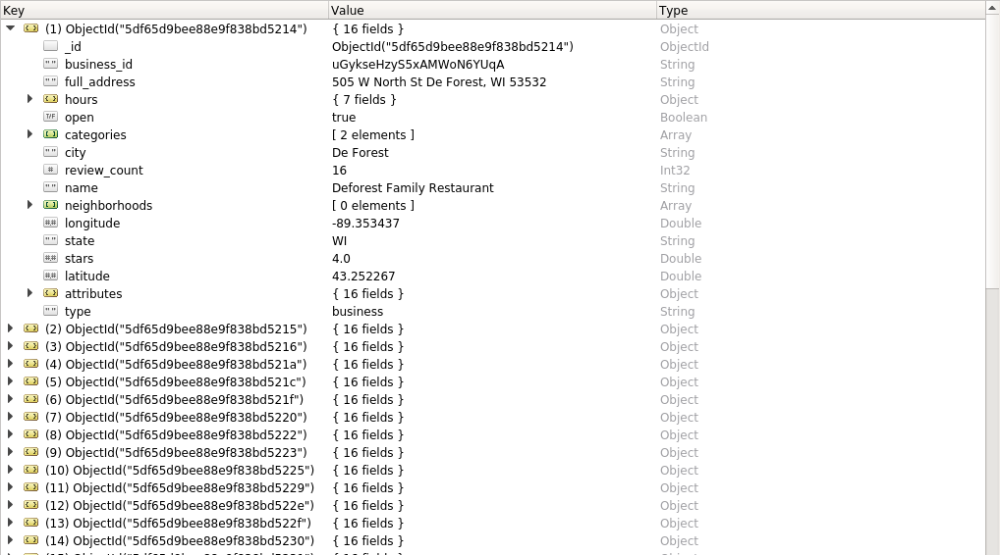 Key Value Type
(1) ObjectId("5df65d9bee88e9f838bd5214") { 16 fields } Object
_id ObjectId("5df65d9bee88e9f838bd5214") ObjectId
" " business_id uGykseHzyS5xAMWoN6YUqA String
" " full_address 505 W North St De Forest, WI 53532 String
{ } hours { 7 fields } Object
T/F open true Boolean
[ ] categories [ 2 elements ] Array
" " city De Forest String
# review_count 16 Int32
" " name Deforest Family Restaurant String
[ ] neighborhoods [ 0 elements ] Array
## longitude -89.353437 Double
" " state WI String
## stars 4.0 Double
## latitude 43.252267 Double
{ } attributes { 16 fields } Object
" " type business String
(2) ObjectId("5df65d9bee88e9f838bd5215") { 16 fields } Object
(3) ObjectId("5df65d9bee88e9f838bd5216") { 16 fields } Object
(4) ObjectId("5df65d9bee88e9f838bd521a") { 16 fields } Object
(5) ObjectId("5df65d9bee88e9f838bd521c") { 16 fields } Object
(6) ObjectId("5df65d9bee88e9f838bd521f") { 16 fields } Object
(7) ObjectId("5df65d9bee88e9f838bd5220") { 16 fields } Object
(8) ObjectId("5df65d9bee88e9f838bd5222") { 16 fields } Object
(9) ObjectId("5df65d9bee88e9f838bd5223") { 16 fields } Object
(10) ObjectId("5df65d9bee88e9f838bd5225") { 16 fields } Object
(11) ObjectId("5df65d9bee88e9f838bd5229") { 16 fields } Object
(12) ObjectId("5df65d9bee88e9f838bd522e") { 16 fields } Object
(13) ObjectId("5df65d9bee88e9f838bd522f") { 16 fields } Object
(14) ObjectId("5df65d9bee88e9f838bd5230") { 16 fields } Object